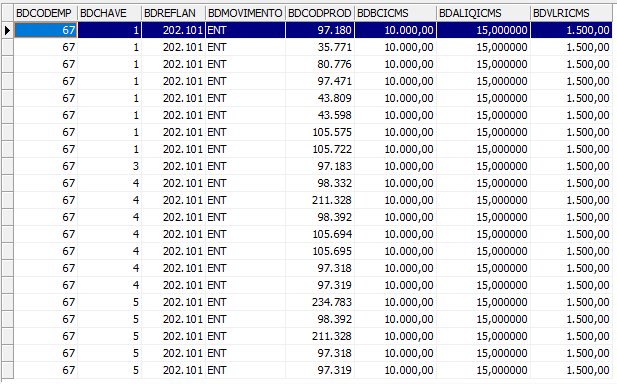 BDCODEMP BDCHAVE BDREFLAN BDMOVIMENTO BDCODPROD BDBCICMS BDALIQICMS BDVLRICMS
67 1 202.101 ENT 97.180 10.000,00 15,000000 1.500,00
67 1 202.101 ENT 35.771 10.000,00 15,000000 1.500,00
67 1 202.101 ENT 80.776 10.000,00 15,000000 1.500,00
67 1 202.101 ENT 97.471 10.000,00 15,000000 1.500,00
67 1 202.101 ENT 43.809 10.000,00 15,000000 1.500,00
67 1 202.101 ENT 43.598 10.000,00 15,000000 1.500,00
67 1 202.101 ENT 105.575 10.000,00 15,000000 1.500,00
67 1 202.101 ENT 105.722 10.000,00 15,000000 1.500,00
67 3 202.101 ENT 97.183 10.000,00 15,000000 1.500,00
67 4 202.101 ENT 98.332 10.000,00 15,000000 1.500,00
67 4 202.101 ENT 211.328 10.000,00 15,000000 1.500,00
67 4 202.101 ENT 98.392 10.000,00 15,000000 1.500,00
67 4 202.101 ENT 105.694 10.000,00 15,000000 1.500,00
67 4 202.101 ENT 105.695 10.000,00 15,000000 1.500,00
67 4 202.101 ENT 97.318 10.000,00 15,000000 1.500,00
67 4 202.101 ENT 97.319 10.000,00 15,000000 1.500,00
67 5 202.101 ENT 234.783 10.000,00 15,000000 1.500,00
67 5 202.101 ENT 98.392 10.000,00 15,000000 1.500,00
67 5 202.101 ENT 211.328 10.000,00 15,000000 1.500,00
67 5 202.101 ENT 97.318 10.000,00 15,000000 1.500,00
67 5 202.101 ENT 97.319 10.000,00 15,000000 1.500,00